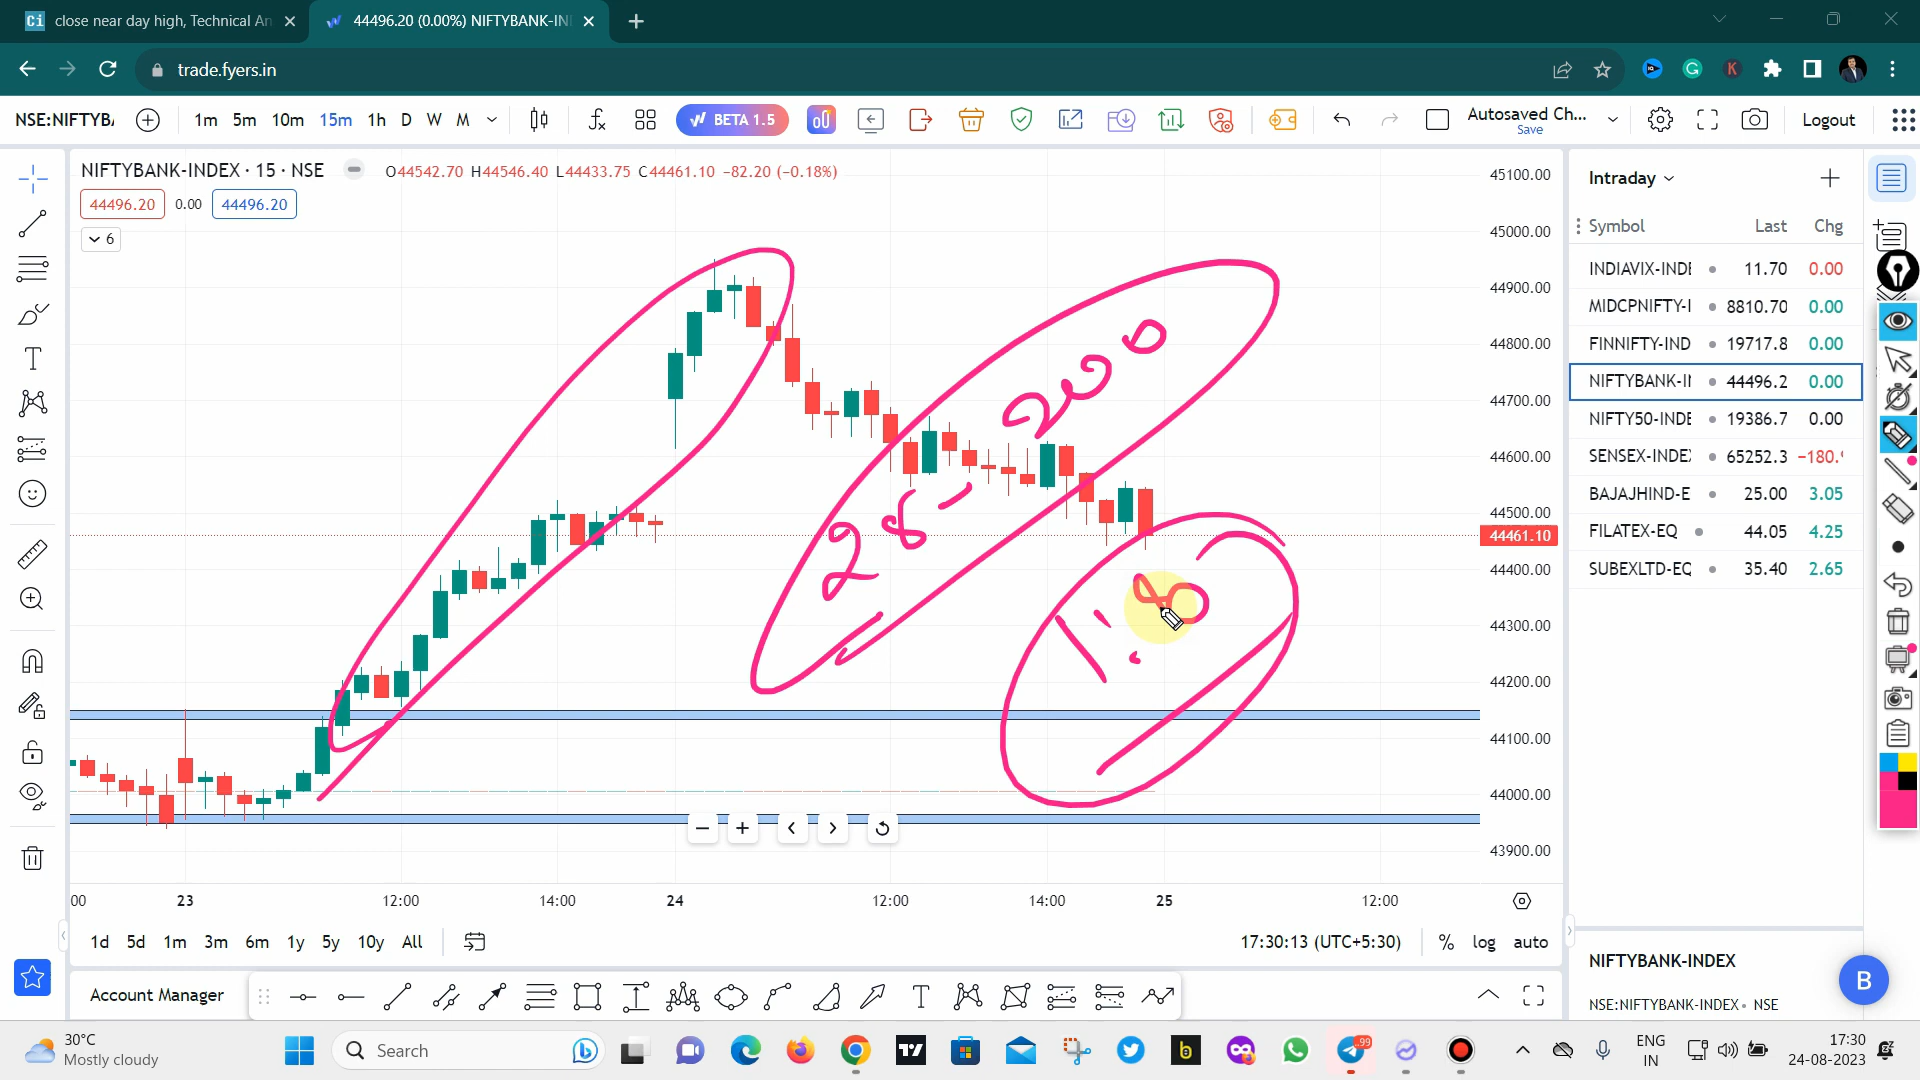 close near day high, Technical An
44496.20 (0.00%) NIFTYBANK-IN
trade.fyers.in
NSE:NIFTYB
1m 5m 10m 15m 1h D W M
BETA 1.5
Autosaved Ch...
Save
Logout
NIFTYBANK-INDEX · 15 · NSE
O44542.70 H44546.40 L44433.75 C44461.10 −82.20 (−0.18%)
44496.20 0.00 44496.20
6
45100.00
45000.00
44900.00
44800.00
44700.00
44600.00
44500.00
44461.10
44400.00
44300.00
44200.00
44100.00
44000.00
43900.00
28 - 200
:00 23 12:00 14:00 24 12:00 14:00 25 12:00
1d 5d 1m 3m 6m 1y 5y 10y All
17:30:13 (UTC+5:30) % log auto
Account Manager
Intraday
Symbol Last Chg
INDIAVIX-INDE 11.70 0.00
MIDCPNIFTY-I 8810.70 0.00
FINNIFTY-IND 19717.8 0.00
NIFTYBANK-II 44496.2 0.00
NIFTY50-INDE 19386.7 0.00
SENSEX-INDEX 65252.3 −180.
BAJAJHIND-E 25.00 3.05
FILATEX-EQ 44.05 4.25
SUBEXLTD-EQ 35.40 2.65
NIFTYBANK-INDEX
B
NSE:NIFTYBANK-INDEX • NSE
30°C
Mostly cloudy
Search
99
ENG
IN
17:30
24-08-2023